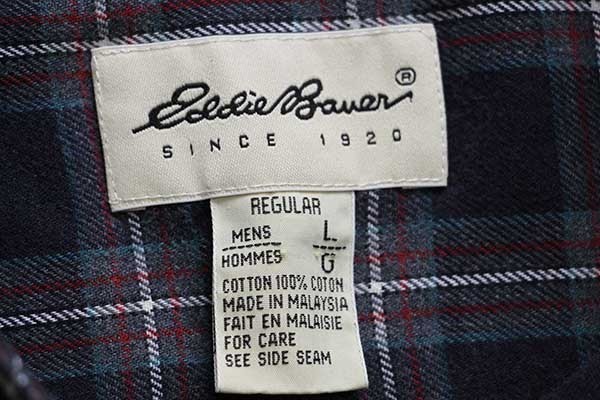 Eddie Bauer®
SINCE 1920
REGULAR
MENS L
HOMMES G
COTTON 100% COTON
MADE IN MALAYSIA
FAIT EN MALAISIE
FOR CARE
SEE SIDE SEAM